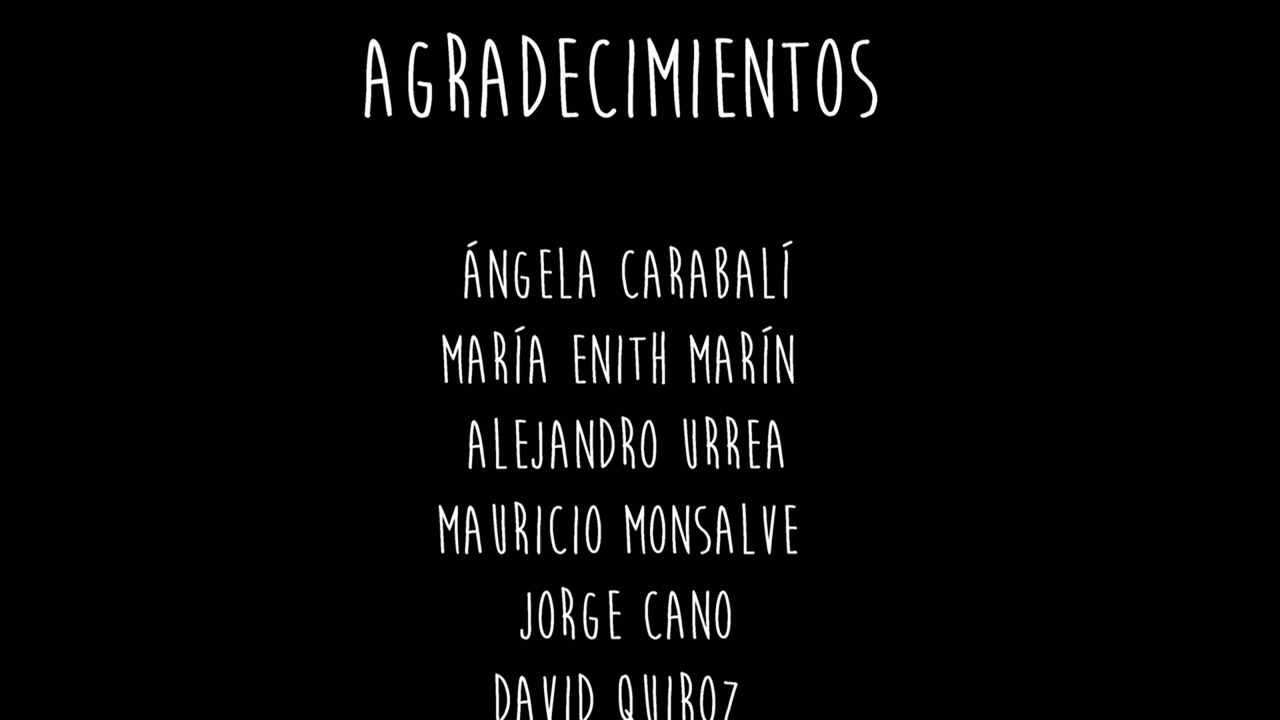 AGRADECIMIENTOS
ÁNGELA CARABALÍ
MARÍA ENITH MARÍN
ALEJANDRO URREA
MAURICIO MONSALVE
JORGE CANO
DAVID QUIROZ